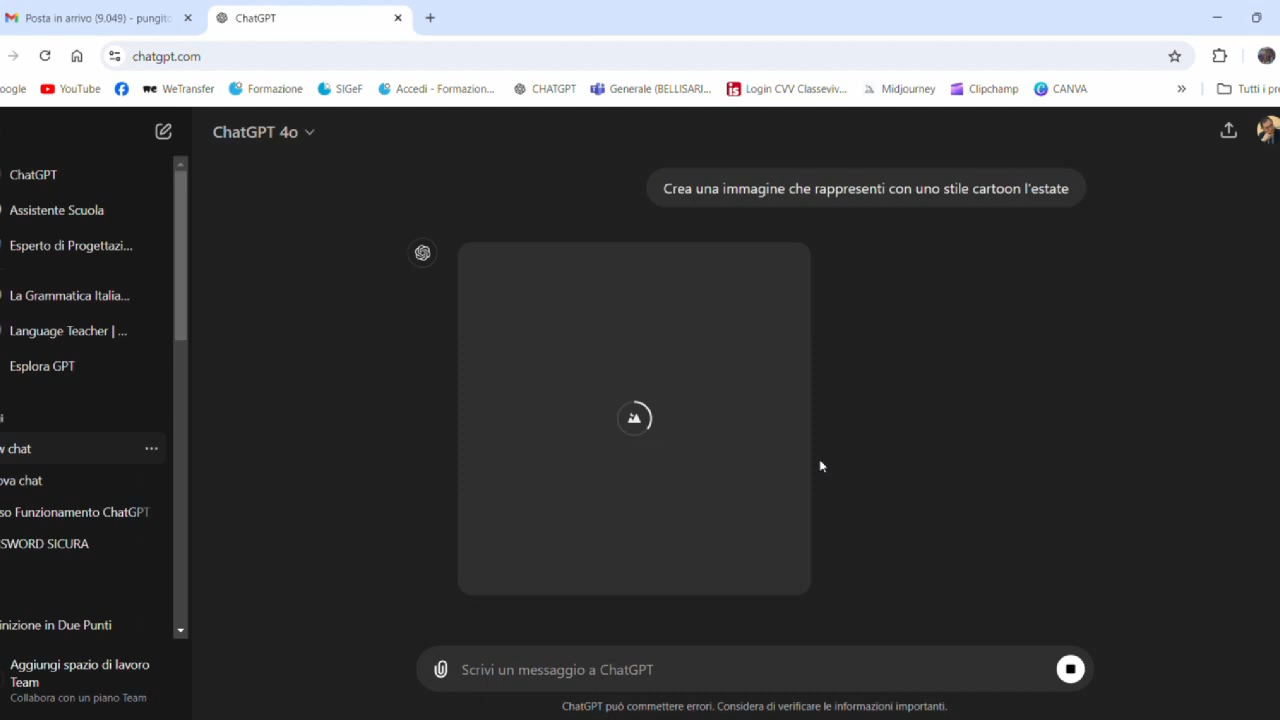 Posta in arrivo (9.049) - pungito
ChatGPT
chatgpt.com
oogle YouTube WeTransfer Formazione SIGeF Accedi - Formazion... CHATGPT Generale (BELLISARI... Login CVV Classeviv... Midjourney Clipchamp CANVA » Tutti i pre
ChatGPT 4o
ChatGPT
Assistente Scuola
Esperto di Progettazi...
La Grammatica Italia...
Language Teacher | ...
Esplora GPT
i
w chat
ova chat
so Funzionamento ChatGPT
SWORD SICURA
inizione in Due Punti
Aggiungi spazio di lavoro
Team
Collabora con un piano Team
Crea una immagine che rappresenti con uno stile cartoon l'estate
Scrivi un messaggio a ChatGPT
ChatGPT può commettere errori. Considera di verificare le informazioni importanti.